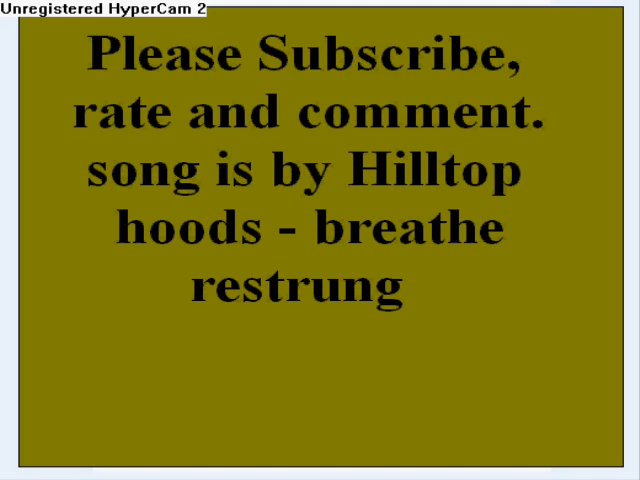 Unregistered HyperCam 2
Please Subscribe,
rate and comment.
song is by Hilltop
hoods - breathe
restrung